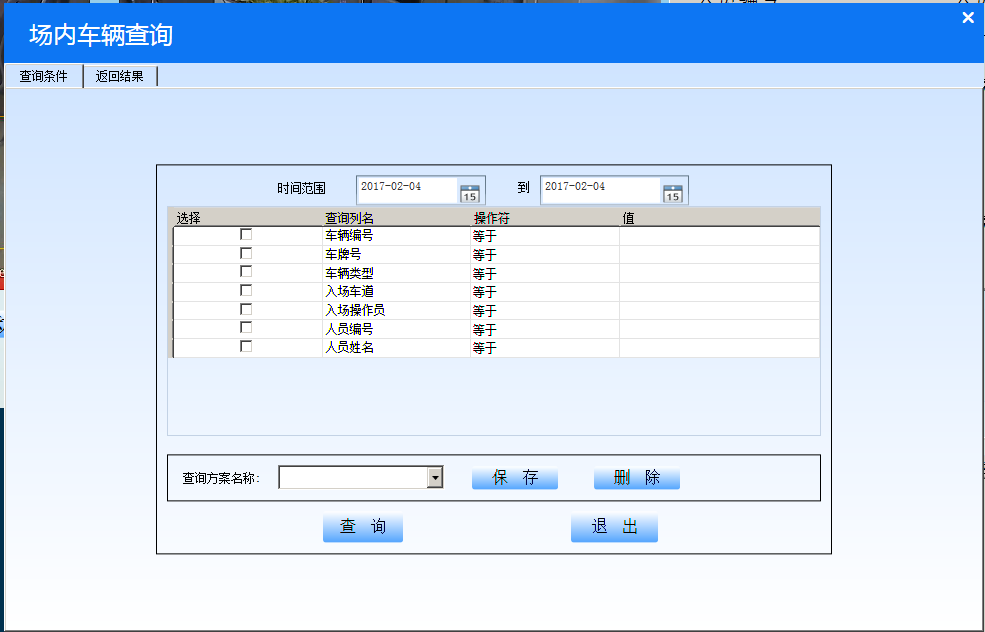 场内车辆查询
查询条件 返回结果
时间范围 2017-02-04 15 到 2017-02-04 15
选择 查询列名 操作符 值
车辆编号 等于
车牌号 等于
车辆类型 等于
入场车道 等于
入场操作员 等于
人员编号 等于
人员姓名 等于
查询方案名称: 保 存 删 除
查 询 退 出